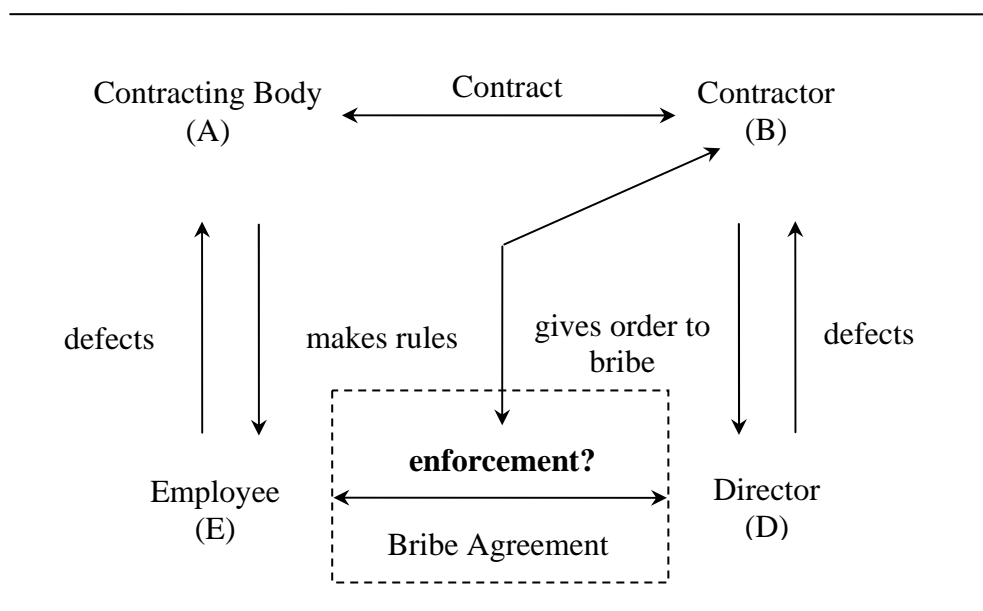 Contracting Body
(A)
Contract
Contractor
(B)
defects
makes rules
gives order to
bribe
defects
enforcement?
Employee
(E)
Bribe Agreement
Director
(D)